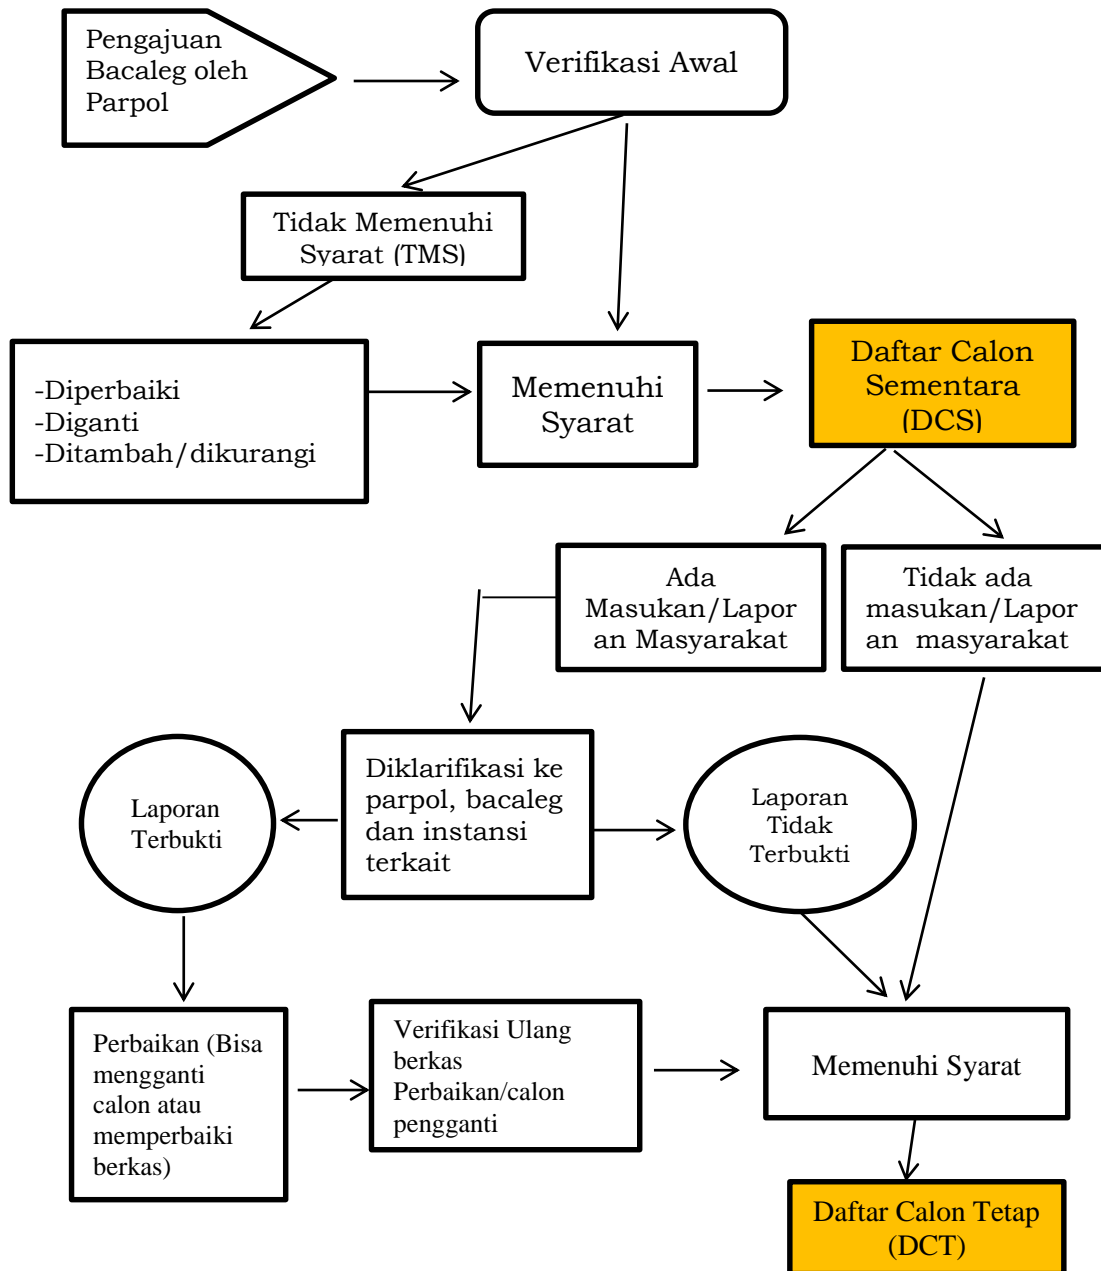 Pengajuan
Bacaleg oleh
Parpol
Verifikasi Awal
Tidak Memenuhi
Syarat (TMS)
-Diperbaiki
-Diganti
-Ditambah/dikurangi
Memenuhi
Syarat
Daftar Calon
Sementara
(DCS)
Ada
Masukan/Lapor
an Masyarakat
Tidak ada
masukan/Lapor
an masyarakat
Laporan
Terbukti
Diklarifikasi ke
parpol, bacaleg
dan instansi
terkait
Laporan
Tidak
Terbukti
Perbaikan (Bisa
mengganti
calon atau
memperbaiki
berkas)
Verifikasi Ulang
berkas
Perbaikan/calon
pengganti
Memenuhi Syarat
Daftar Calon Tetap
(DCT)